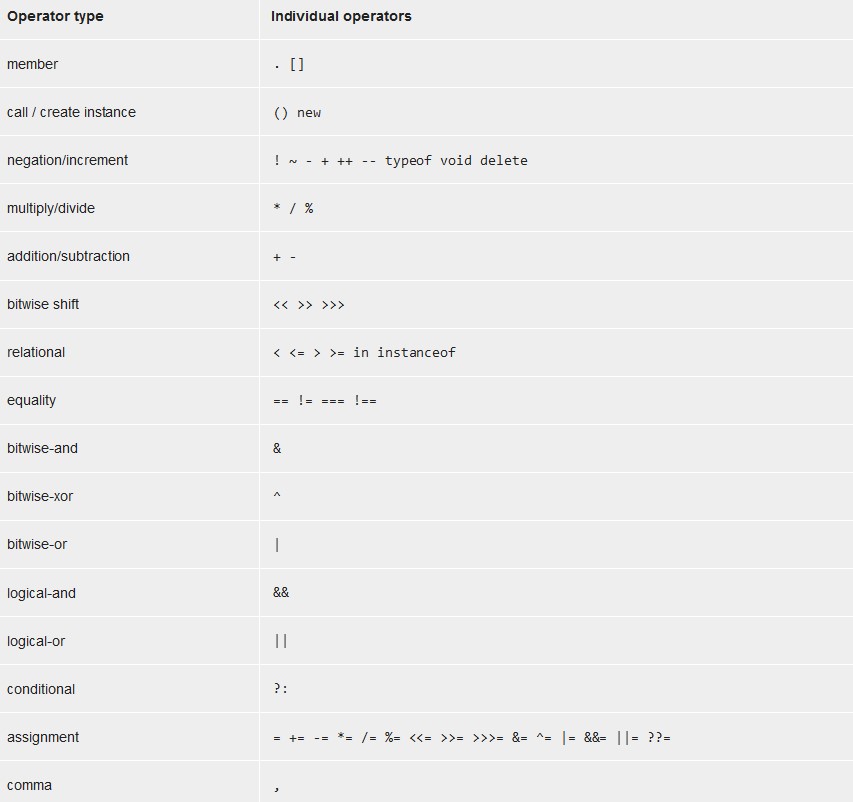 Operator type Individual operators
member . []
call / create instance () new
negation/increment ! ~ - + ++ -- typeof void delete
multiply/divide * / %
addition/subtraction + -
bitwise shift << >> >>>
relational < <= > >= in instanceof
equality == != === !==
bitwise-and &
bitwise-xor ^
bitwise-or |
logical-and &&
logical-or ||
conditional ?:
assignment = += -= *= /= %= <<= >>= >>>= &= ^= |= &&= ||= ??=
comma ,